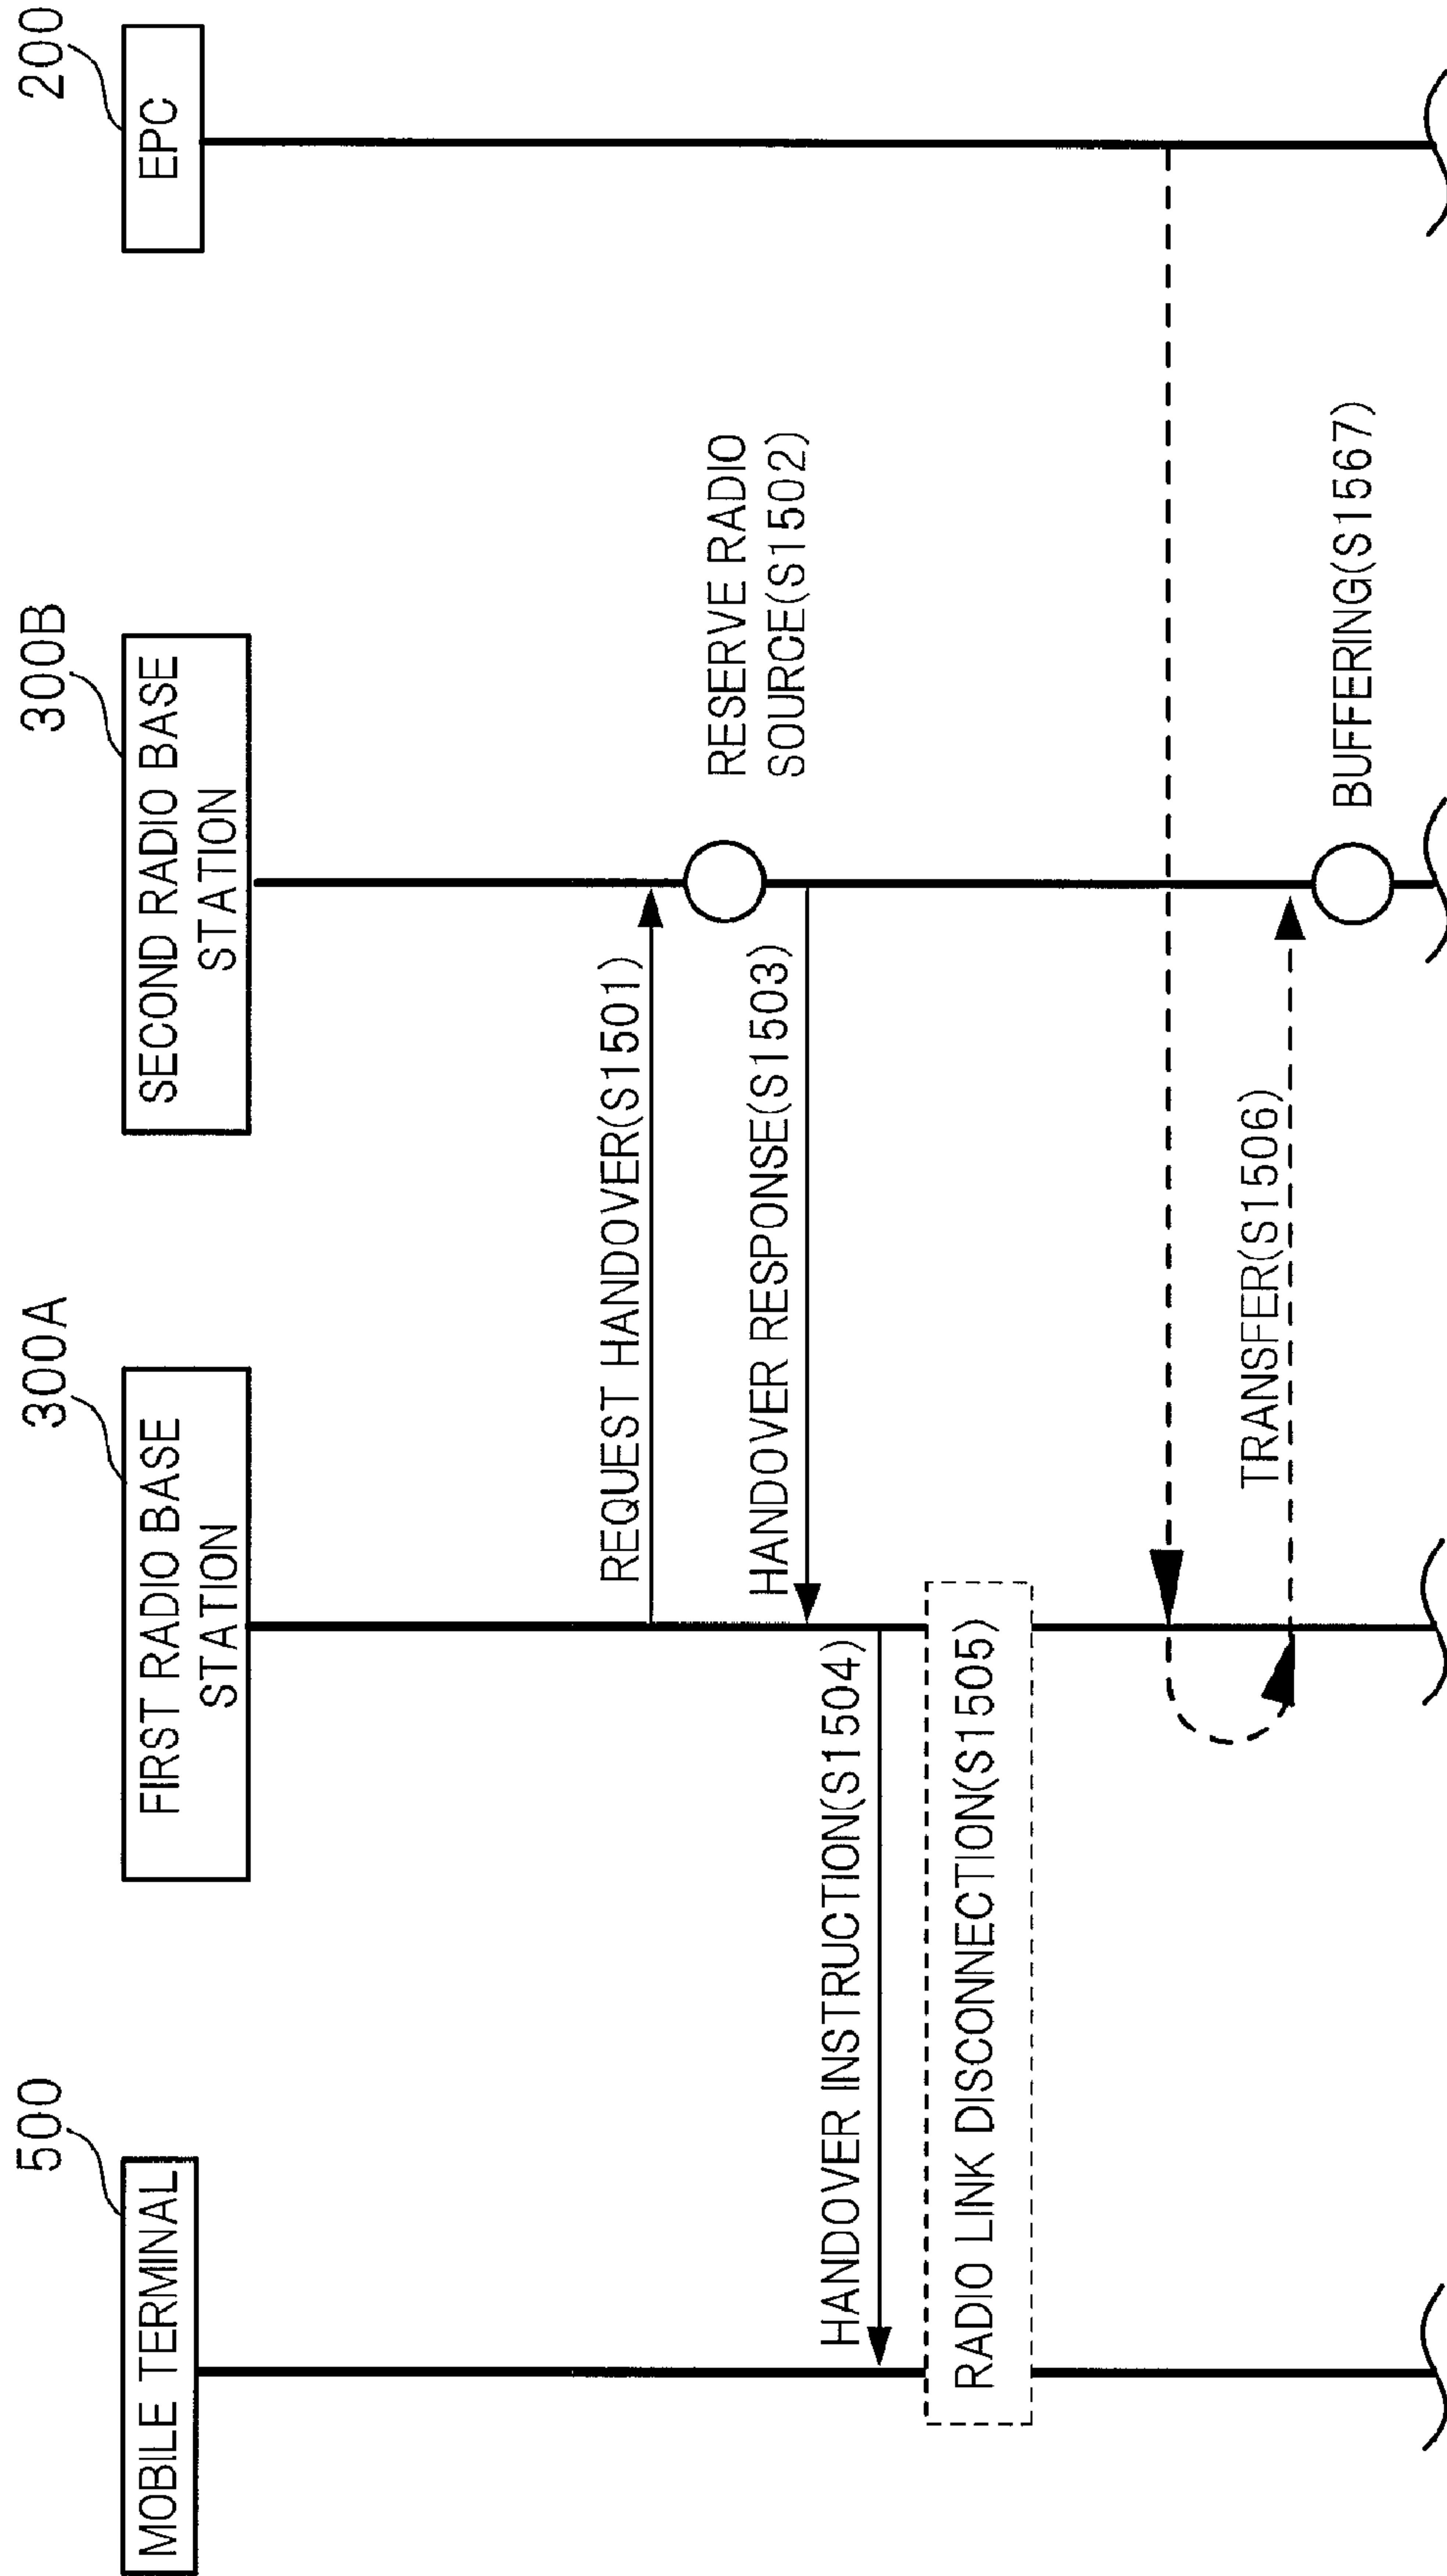 500
MOBILE TERMINAL
300A
FIRST RADIO BASE
STATION
300B
SECOND RADIO BASE
STATION
200
EPC
REQUEST HANDOVER(S1501)
RESERVE RADIO
SOURCE(S1502)
HANDOVER RESPONSE(S1503)
HANDOVER INSTRUCTION(S1504)
RADIO LINK DISCONNECTION(S1505)
TRANSFER(S1506)
BUFFERING(S1567)